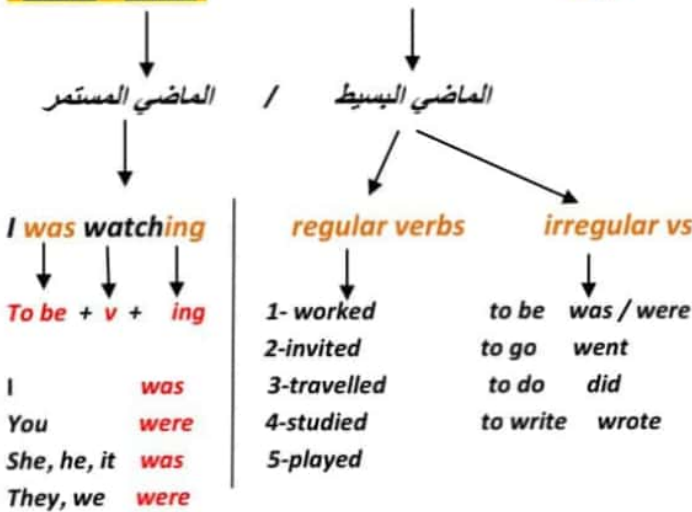 الماضي المستمر / الماضي البسيط
I was watching
To be + v + ing
I was
You were
She, he, it was
They, we were
regular verbs
1- worked
2-invited
3-travelled
4-studied
5-played
irregular vs
to be was / were
to go went
to do did
to write wrote